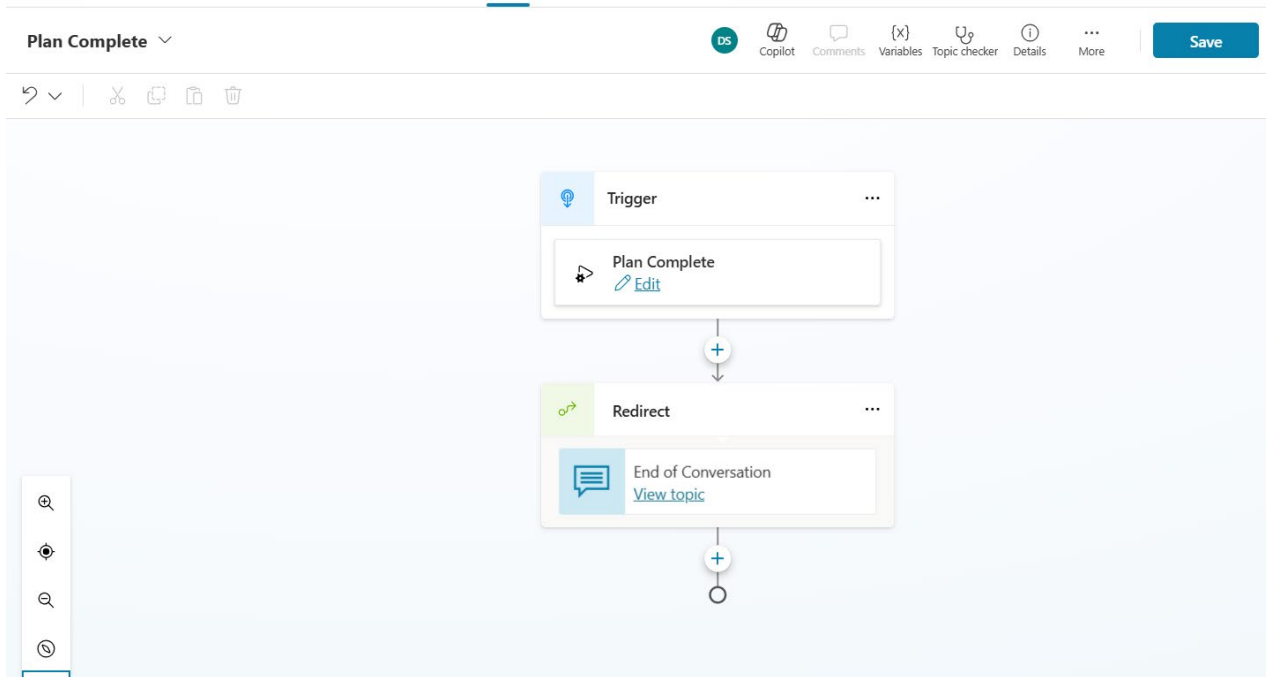 Plan Complete
DS
Copilot
Comments
{x}
Variables
Topic checker
Details
More
Save
Trigger
Plan Complete
Edit
Redirect
End of Conversation
View topic